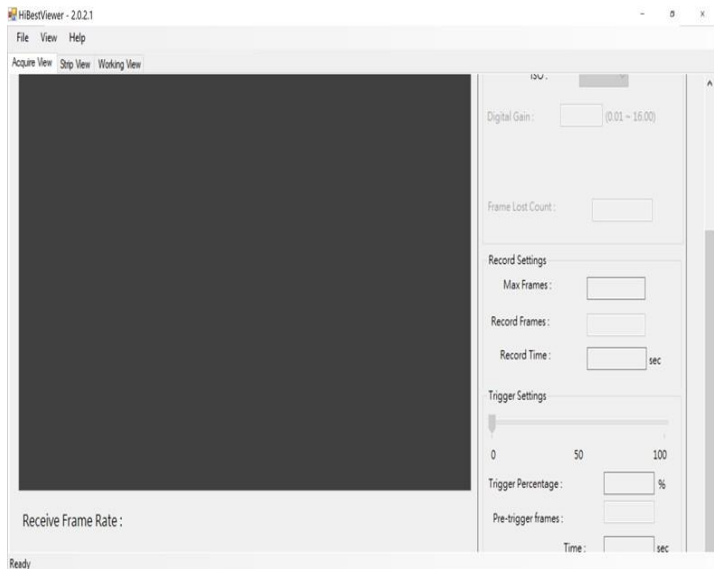 HiBestViewer - 2.0.2.1
File View Help
Acquire View Strip View Working View
ISO :
Digital Gain : (0.01 ~ 16.00)
Frame Lost Count :
Record Settings
Max Frames :
Record Frames :
Record Time : sec
Trigger Settings
0 50 100
Trigger Percentage : %
Pre-trigger frames :
Time : sec
Receive Frame Rate :
Ready